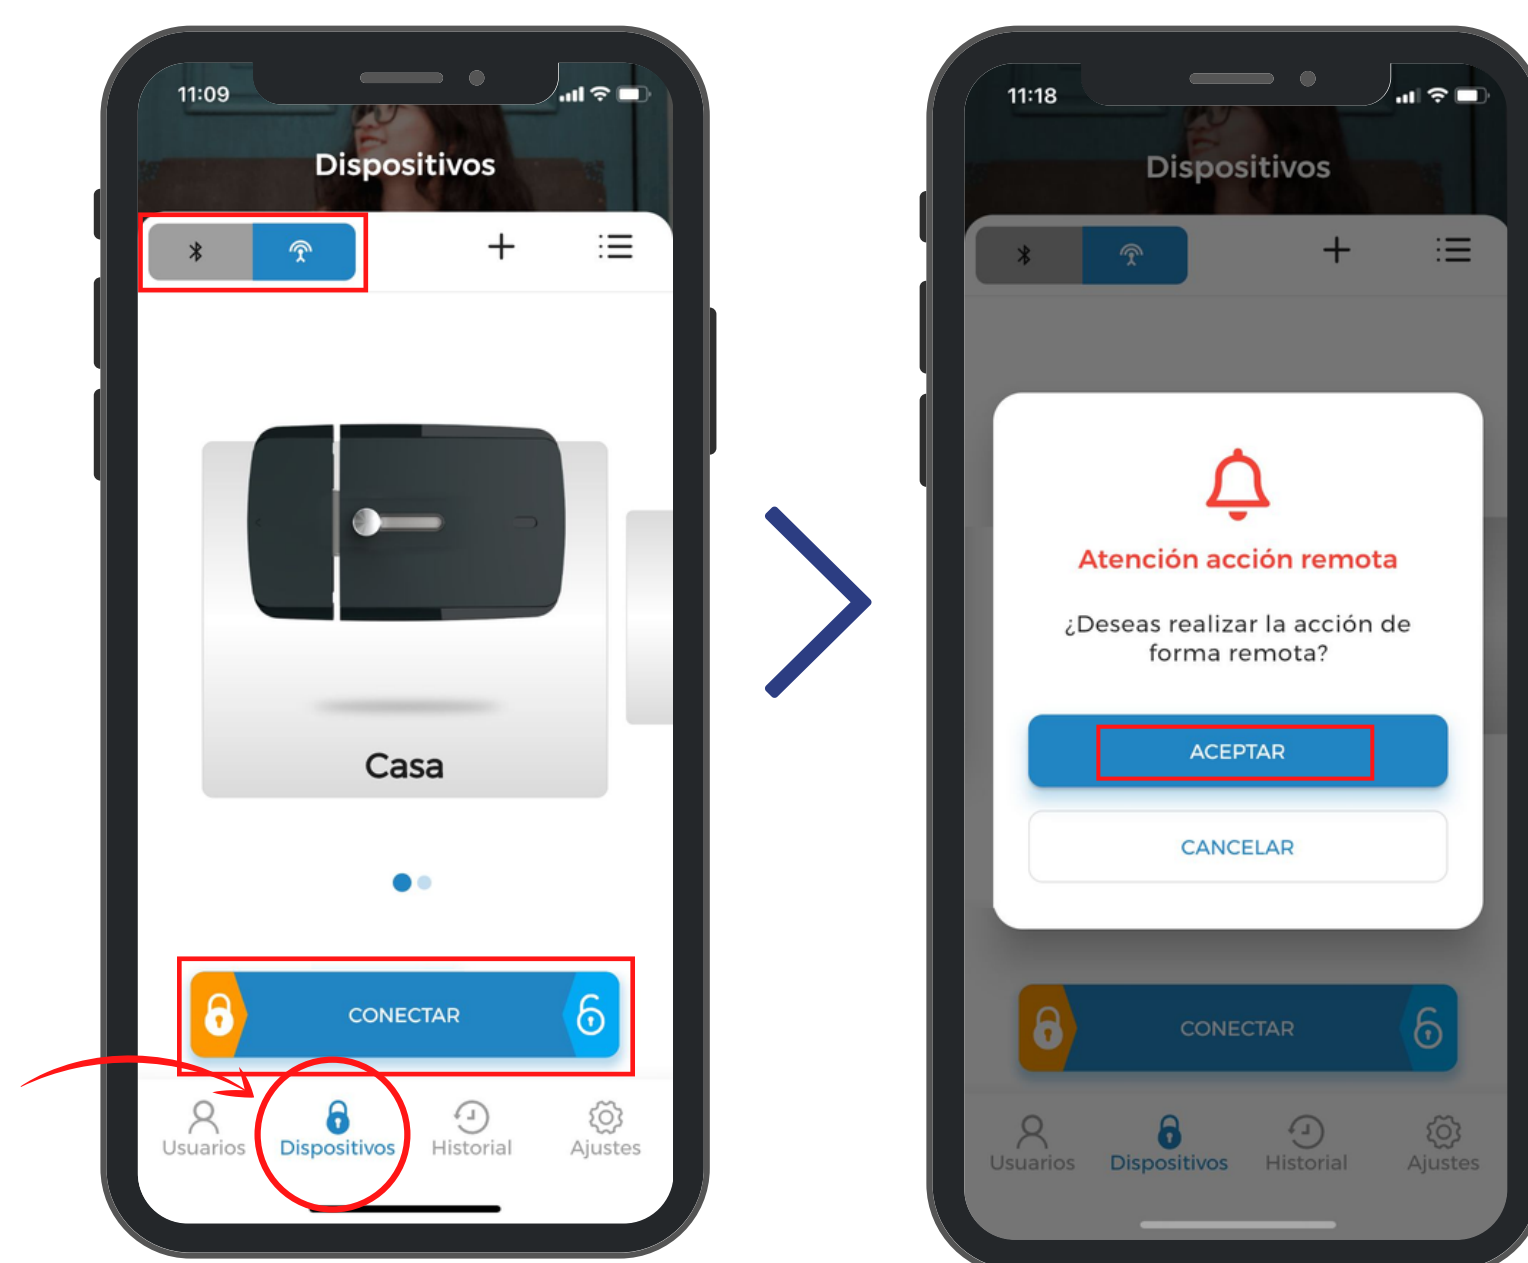 11:09
Dispositivos
Casa
CONECTAR
Usuarios
Dispositivos
Historial
Ajustes
11:18
Dispositivos
Atención acción remota
¿Deseas realizar la acción de
forma remota?
ACEPTAR
CANCELAR
CONECTAR
Usuarios
Dispositivos
Historial
Ajustes